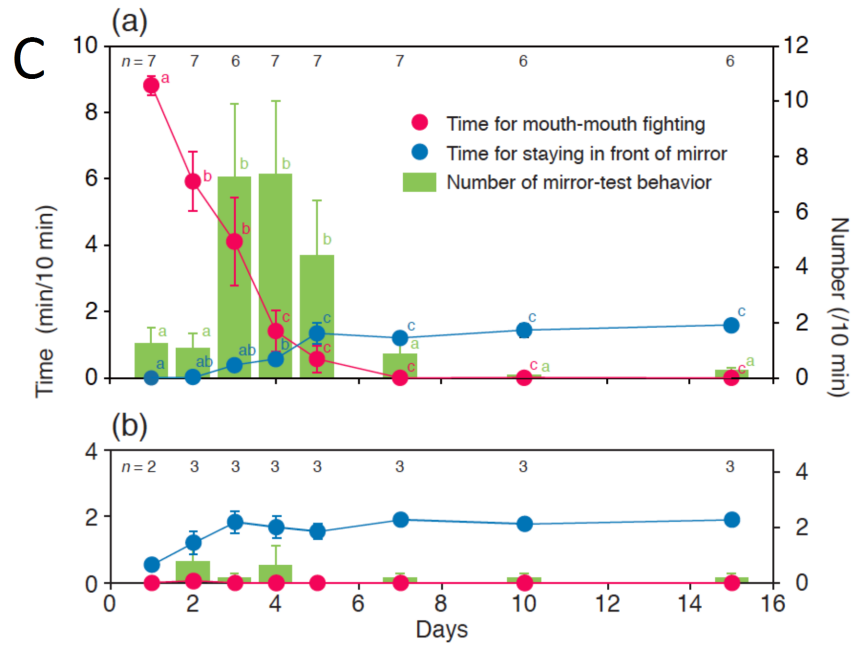 C
(a)
10 12
n = 7 7 6 7 7 7 6 6
a
8 10
Time for mouth-mouth fighting
Time for staying in front of mirror
Number of mirror-test behavior
b b b
6 8
b b
4 6
2 4
a a c c c c c
a ab ab b c a c a c a
0 2
0
Time (min/10 min)
Number (/10 min)
(b)
4 4
n = 2 3 3 3 3 3 3 3
2 2
0 0
0 2 4 6 8 10 12 14 16
Days